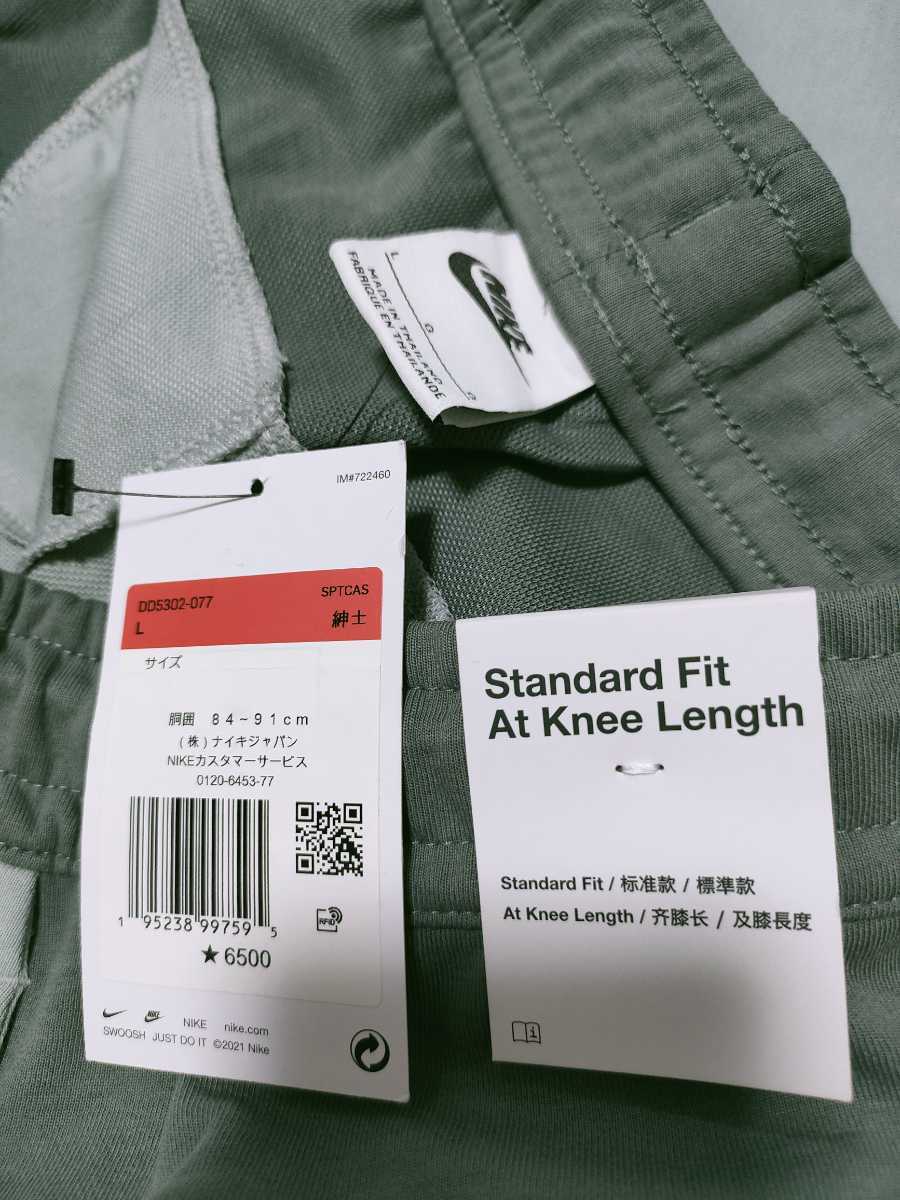 L G G
MADE IN THAILAND
FABRIQUE EN THAILANDE
NIKE
IM#722460
DD5302-077
SPTCAS
L
紳士
サイズ
胴囲 84~91cm
(株)ナイキジャパン
NIKEカスタマーサービス
0120-6453-77
1 95238 99759 5
RFID
★6500
NIKE
NIKE nike.com
SWOOSH JUST DO IT ©2021 Nike
Standard Fit
At Knee Length
Standard Fit / 标准款 / 標準款
At Knee Length / 齐膝长 / 及膝長度
i